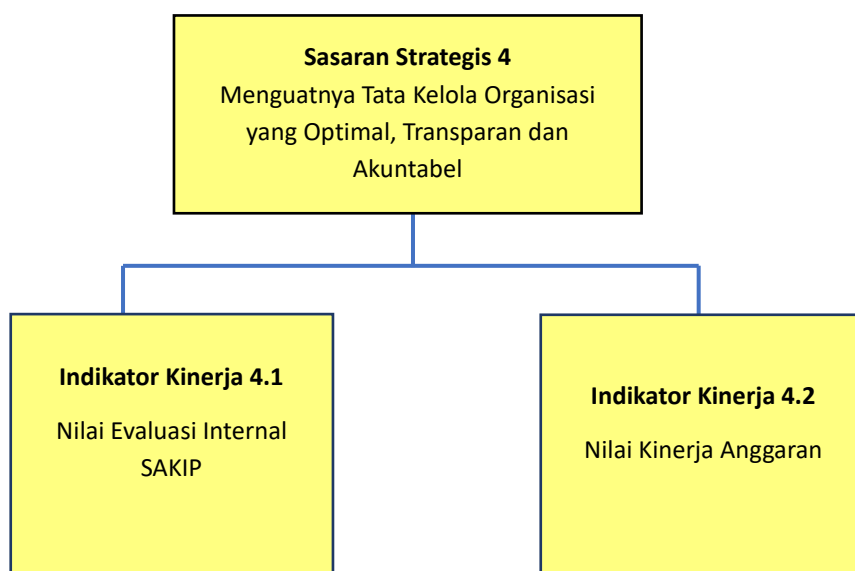 Sasaran Strategis 4
Menguatnya Tata Kelola Organisasi
yang Optimal, Transparan dan
Akuntabel
Indikator Kinerja 4.1
Nilai Evaluasi Internal
SAKIP
Indikator Kinerja 4.2
Nilai Kinerja Anggaran